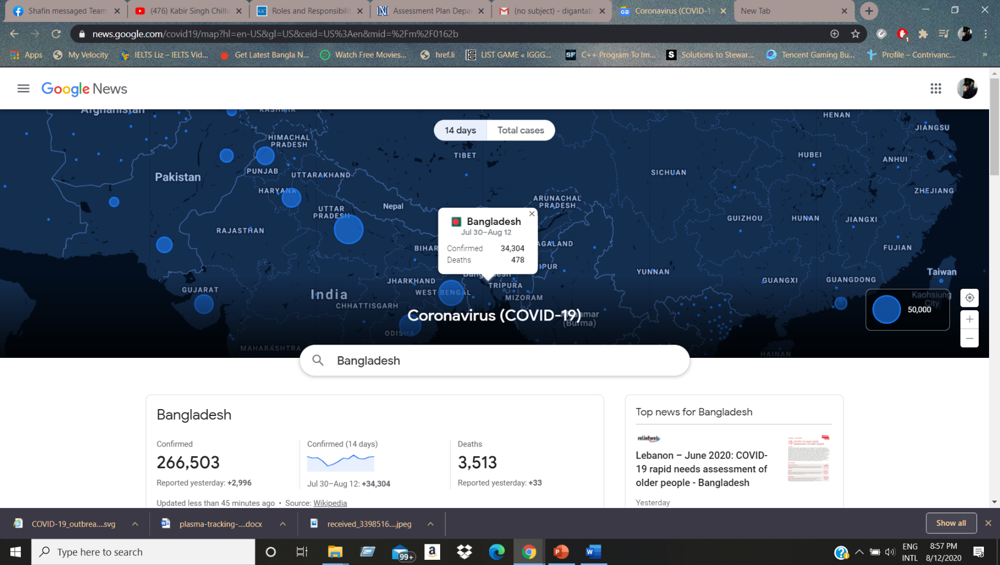 Shafin messaged Team
(476) Kabir Singh Chillo
Roles and Responsibilit
Assessment Plan Depa
(no subject) - digantab
Coronavirus (COVID-19
New Tab
news.google.com/covid19/map?hl=en-US&gl=US&ceid=US%3Aen&mid=%2Fm%2F0162b
Apps
My Velocity
IELTS Liz – IELTS Vid...
Get Latest Bangla N...
Watch Free Movies...
href.li
LIST GAME « IGGG...
C++ Program To Im...
Solutions to Stewar...
Tencent Gaming Bu...
Profile – Contrivanc...
»
Google News
14 days
Total cases
Afghanistan
KASHMIR
HIMACHAL
PRADESH
PUNJAB
UTTARAKHAND
Pakistan
HARYANA
UTTAR
PRADESH
RAJASTHAN
Nepal
TIBET
SICHUAN
HENAN
JIANGSU
HUBEI
ANHUI
ZHEJIANG
ARUNACHAL
PRADESH
GUIZHOU
HUNAN
JIANGXI
FUJIAN
BIHAR
AGALAND
IPUR
YUNNAN
Taiwan
GUANGXI
GUANGDONG
Kaohsiung
City
GUJARAT
India
JHARKHAND
WEST BENGAL
CHHATTISGARH
TRIPURA
MIZORAM
ODISHA
MAHARASHTRA
HAINAN
Bangladesh
Jul 30–Aug 12
Confirmed 34,304
Deaths 478
Bangladesh
50,000
Coronavirus (COVID-19)
nmar
(Burma)
Bangladesh
Bangladesh
Confirmed
266,503
Reported yesterday: +2,996
Confirmed (14 days)
Jul 30–Aug 12: +34,304
Deaths
3,513
Reported yesterday: +33
Updated less than 45 minutes ago • Source: Wikipedia
Top news for Bangladesh
reliefweb
Lebanon – June 2020: COVID-
19 rapid needs assessment of
older people - Bangladesh
Yesterday
COVID-19_outbrea....svg
plasma-tracking-....docx
received_3398516....jpeg
Show all
Type here to search
99+
ENG
INTL
8:57 PM
8/12/2020